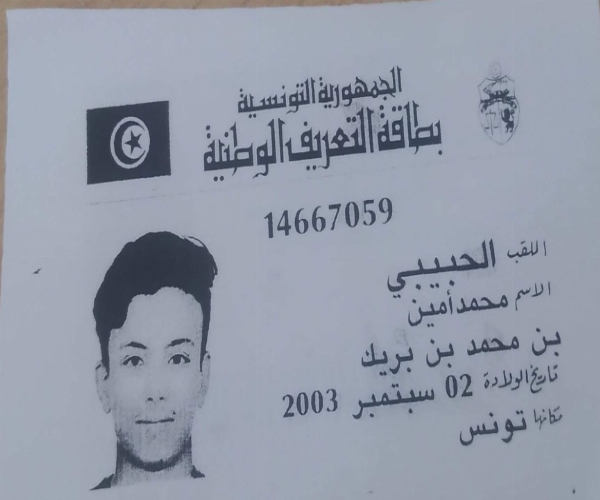 الجمهورية التونسية
بطاقة التعريف الوطنية
14667059
اللقب الحبيبي
الاسم محمد أمين
بن محمد بن بريك
تاريخ الولادة 02 سبتمبر 2003
مكانها تونس